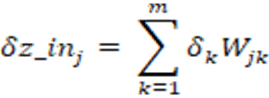 δz_in_j = ∑_{k=1}^{m} δ_k W_{jk}